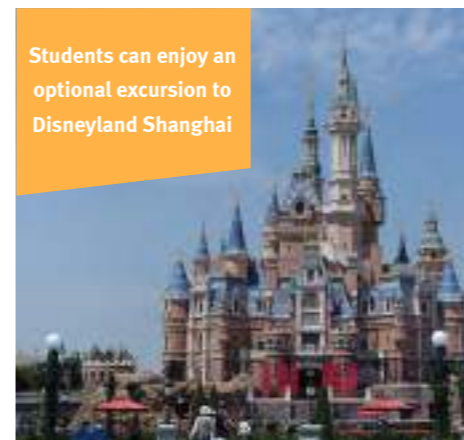 Students can enjoy an
optional excursion to
Disneyland Shanghai